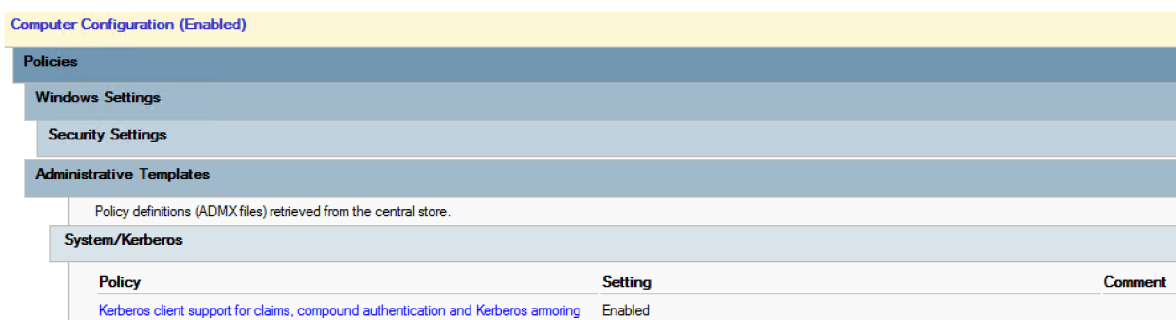 Computer Configuration (Enabled)
Policies
Windows Settings
Security Settings
Administrative Templates
Policy definitions (ADMX files) retrieved from the central store.
System/Kerberos
Policy Setting Comment
Kerberos client support for claims, compound authentication and Kerberos armoring Enabled